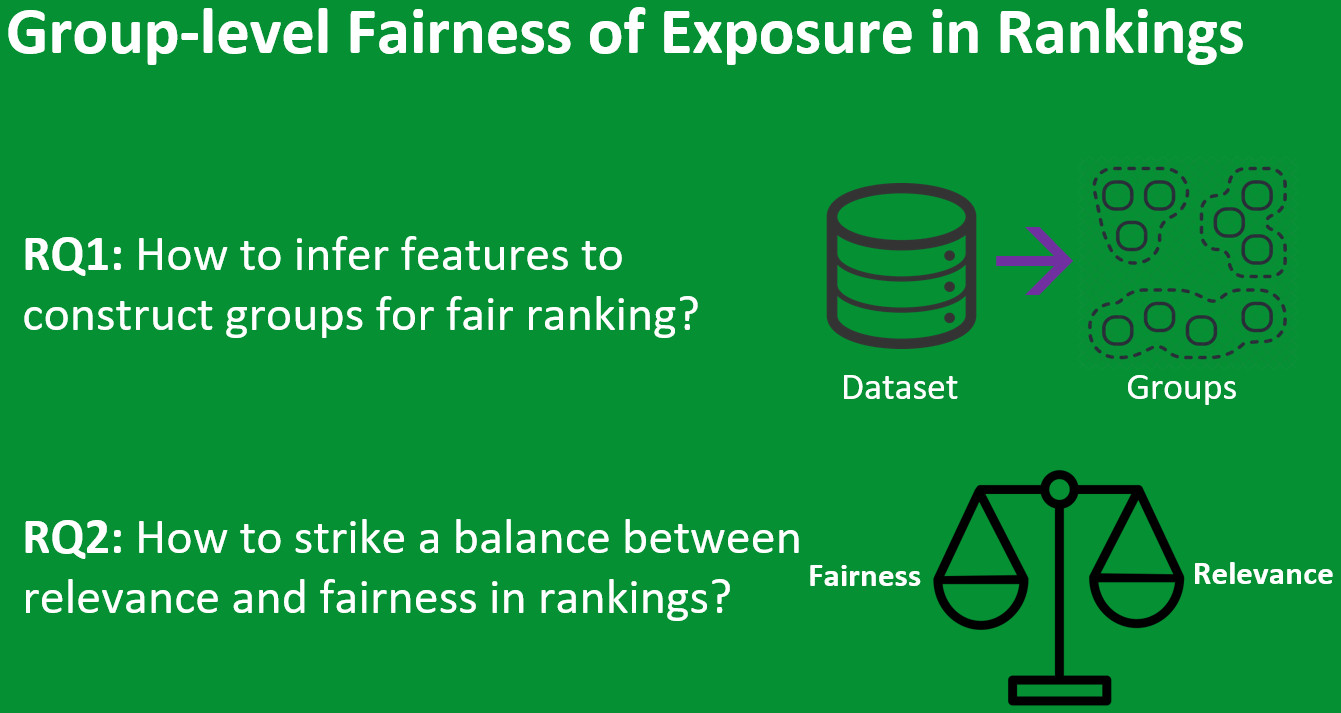 Group-level Fairness of Exposure in Rankings
RQ1: How to infer features to
construct groups for fair ranking?
Dataset
Groups
RQ2: How to strike a balance between
relevance and fairness in rankings?
Fairness
Relevance